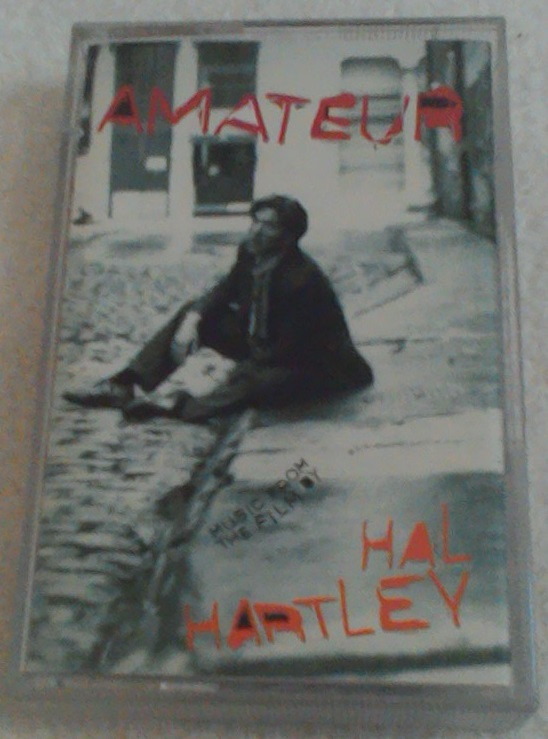 AMATEUR
MUSIC FROM
THE FILM BY
HAL
HARTLEY